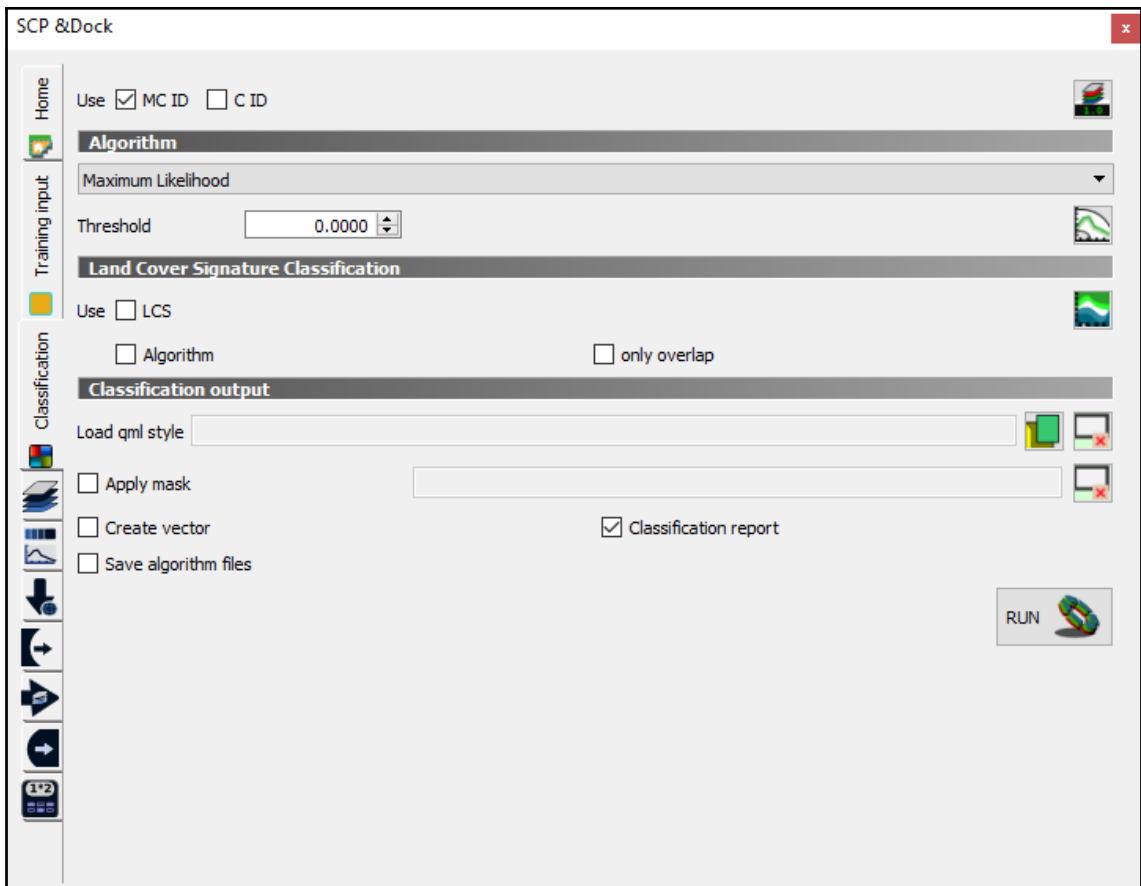 SCP &Dock
x
Home
Training input
Classification
Use MC ID C ID
1.0
Algorithm
Maximum Likelihood
Threshold 0.0000
Land Cover Signature Classification
Use LCS
Algorithm only overlap
Classification output
Load qml style
Apply mask
Create vector Classification report
Save algorithm files
RUN
1*2